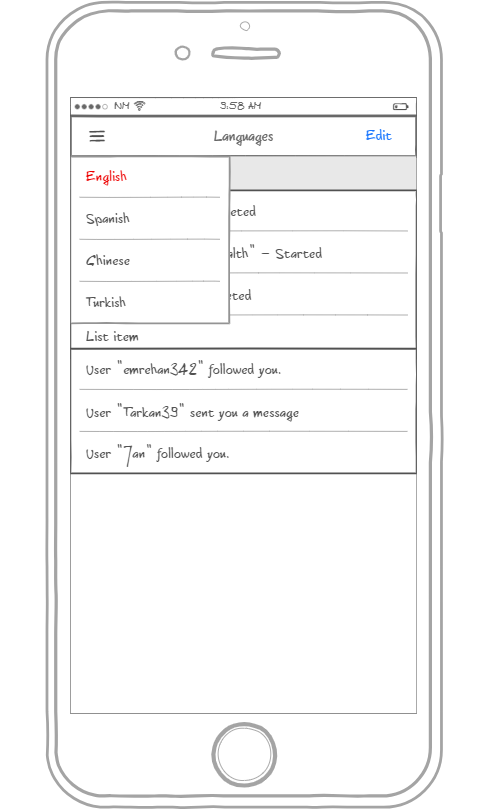 NM 3:58 AM
Languages Edit
English
Spanish
eted
Chinese
alth" - Started
Turkish
eted
List item
User "emrehan342" followed you.
User "Tarkan39" sent you a message
User "7an" followed you.